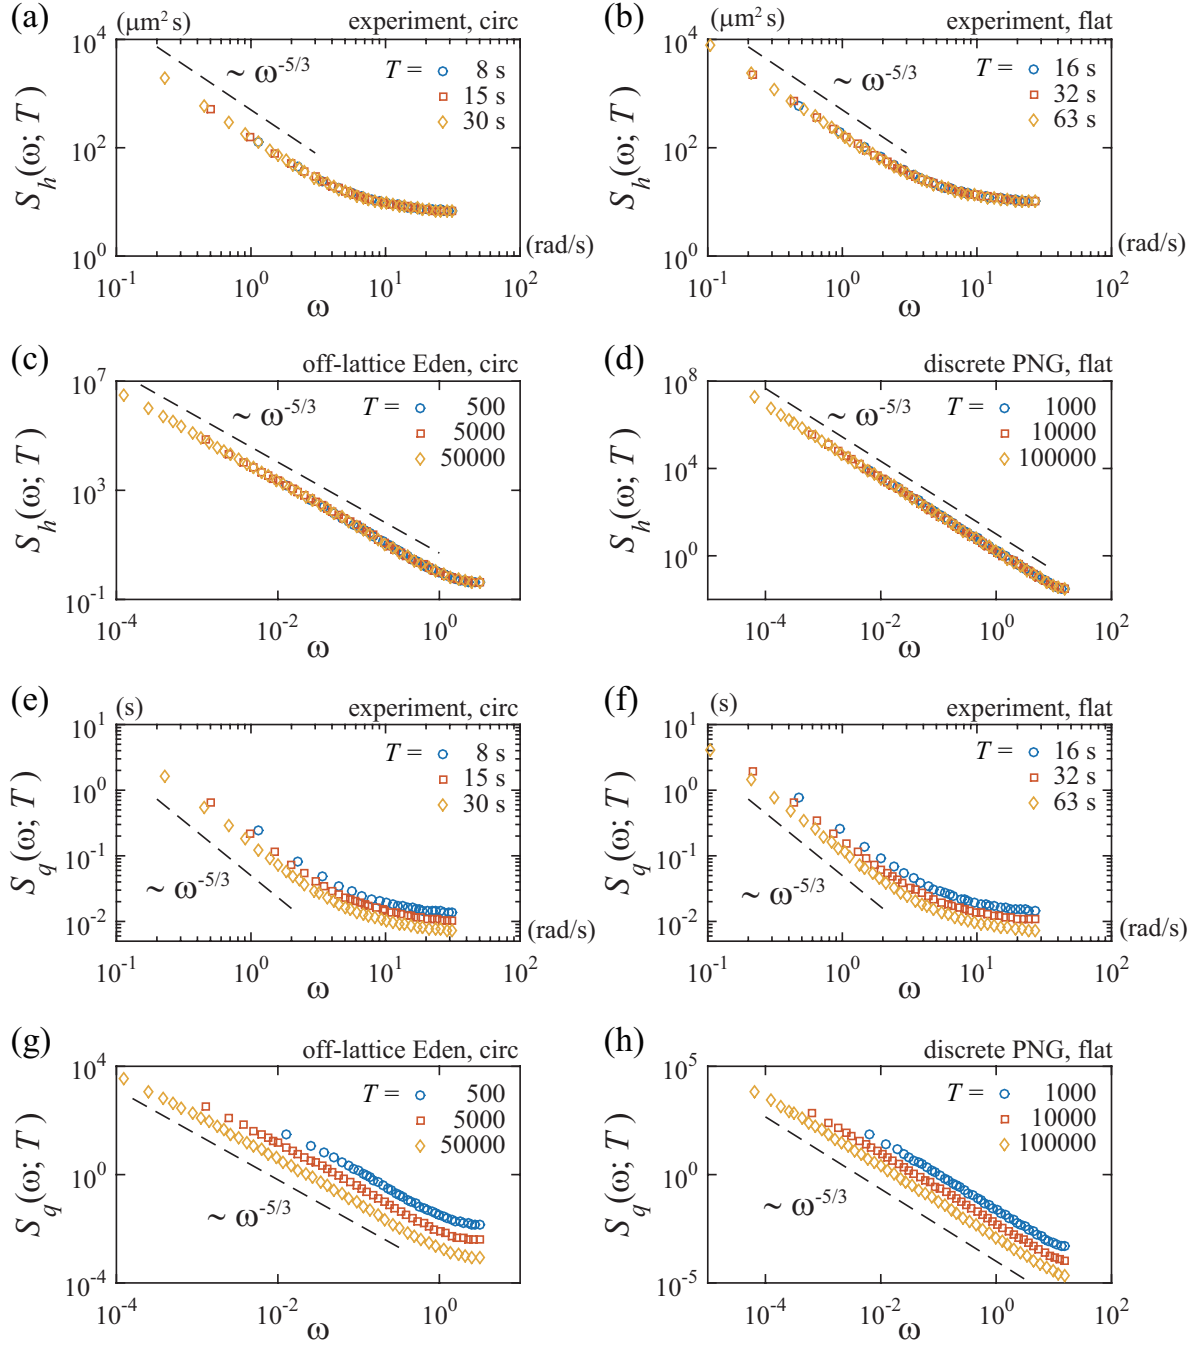 (a) (μm² s) experiment, circ
10⁴
10²
10⁰
S_h(ω; T)
~ ω^-5/3
T = 8 s
15 s
30 s
(rad/s)
10⁻¹ 10⁰ 10¹ 10²
ω
(b) (μm² s) experiment, flat
10⁴
10²
10⁰
S_h(ω; T)
~ ω^-5/3
T = 16 s
32 s
63 s
(rad/s)
10⁻¹ 10⁰ 10¹ 10²
ω
(c) off-lattice Eden, circ
10⁷
10³
10⁻¹
S_h(ω; T)
~ ω^-5/3
T = 500
5000
50000
10⁻⁴ 10⁻² 10⁰
ω
(d) discrete PNG, flat
10⁸
10⁴
10⁰
S_h(ω; T)
~ ω^-5/3
T = 1000
10000
100000
10⁻⁴ 10⁻² 10⁰ 10²
ω
(e) (s) experiment, circ
10¹
10⁰
10⁻¹
10⁻²
S_q(ω; T)
~ ω^-5/3
T = 8 s
15 s
30 s
(rad/s)
10⁻¹ 10⁰ 10¹ 10²
ω
(f) (s) experiment, flat
10¹
10⁰
10⁻¹
10⁻²
S_q(ω; T)
~ ω^-5/3
T = 16 s
32 s
63 s
(rad/s)
10⁻¹ 10⁰ 10¹ 10²
ω
(g) off-lattice Eden, circ
10⁴
10⁰
10⁻⁴
S_q(ω; T)
~ ω^-5/3
T = 500
5000
50000
10⁻⁴ 10⁻² 10⁰
ω
(h) discrete PNG, flat
10⁵
10⁰
10⁻⁵
S_q(ω; T)
~ ω^-5/3
T = 1000
10000
100000
10⁻⁴ 10⁻² 10⁰ 10²
ω